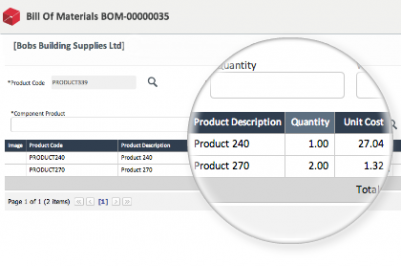 Bill Of Materials BOM-00000035
[Bobs Building Supplies Ltd]
*Product Code PRODUCT339
*Component Product
uantity
Image Product Code Product Description
PRODUCT240 Product 240
PRODUCT270 Product 270
Product Description Quantity Unit Cost
Product 240 1.00 27.04
Product 270 2.00 1.32
Total
Page 1 of 1 (2 items) [1]